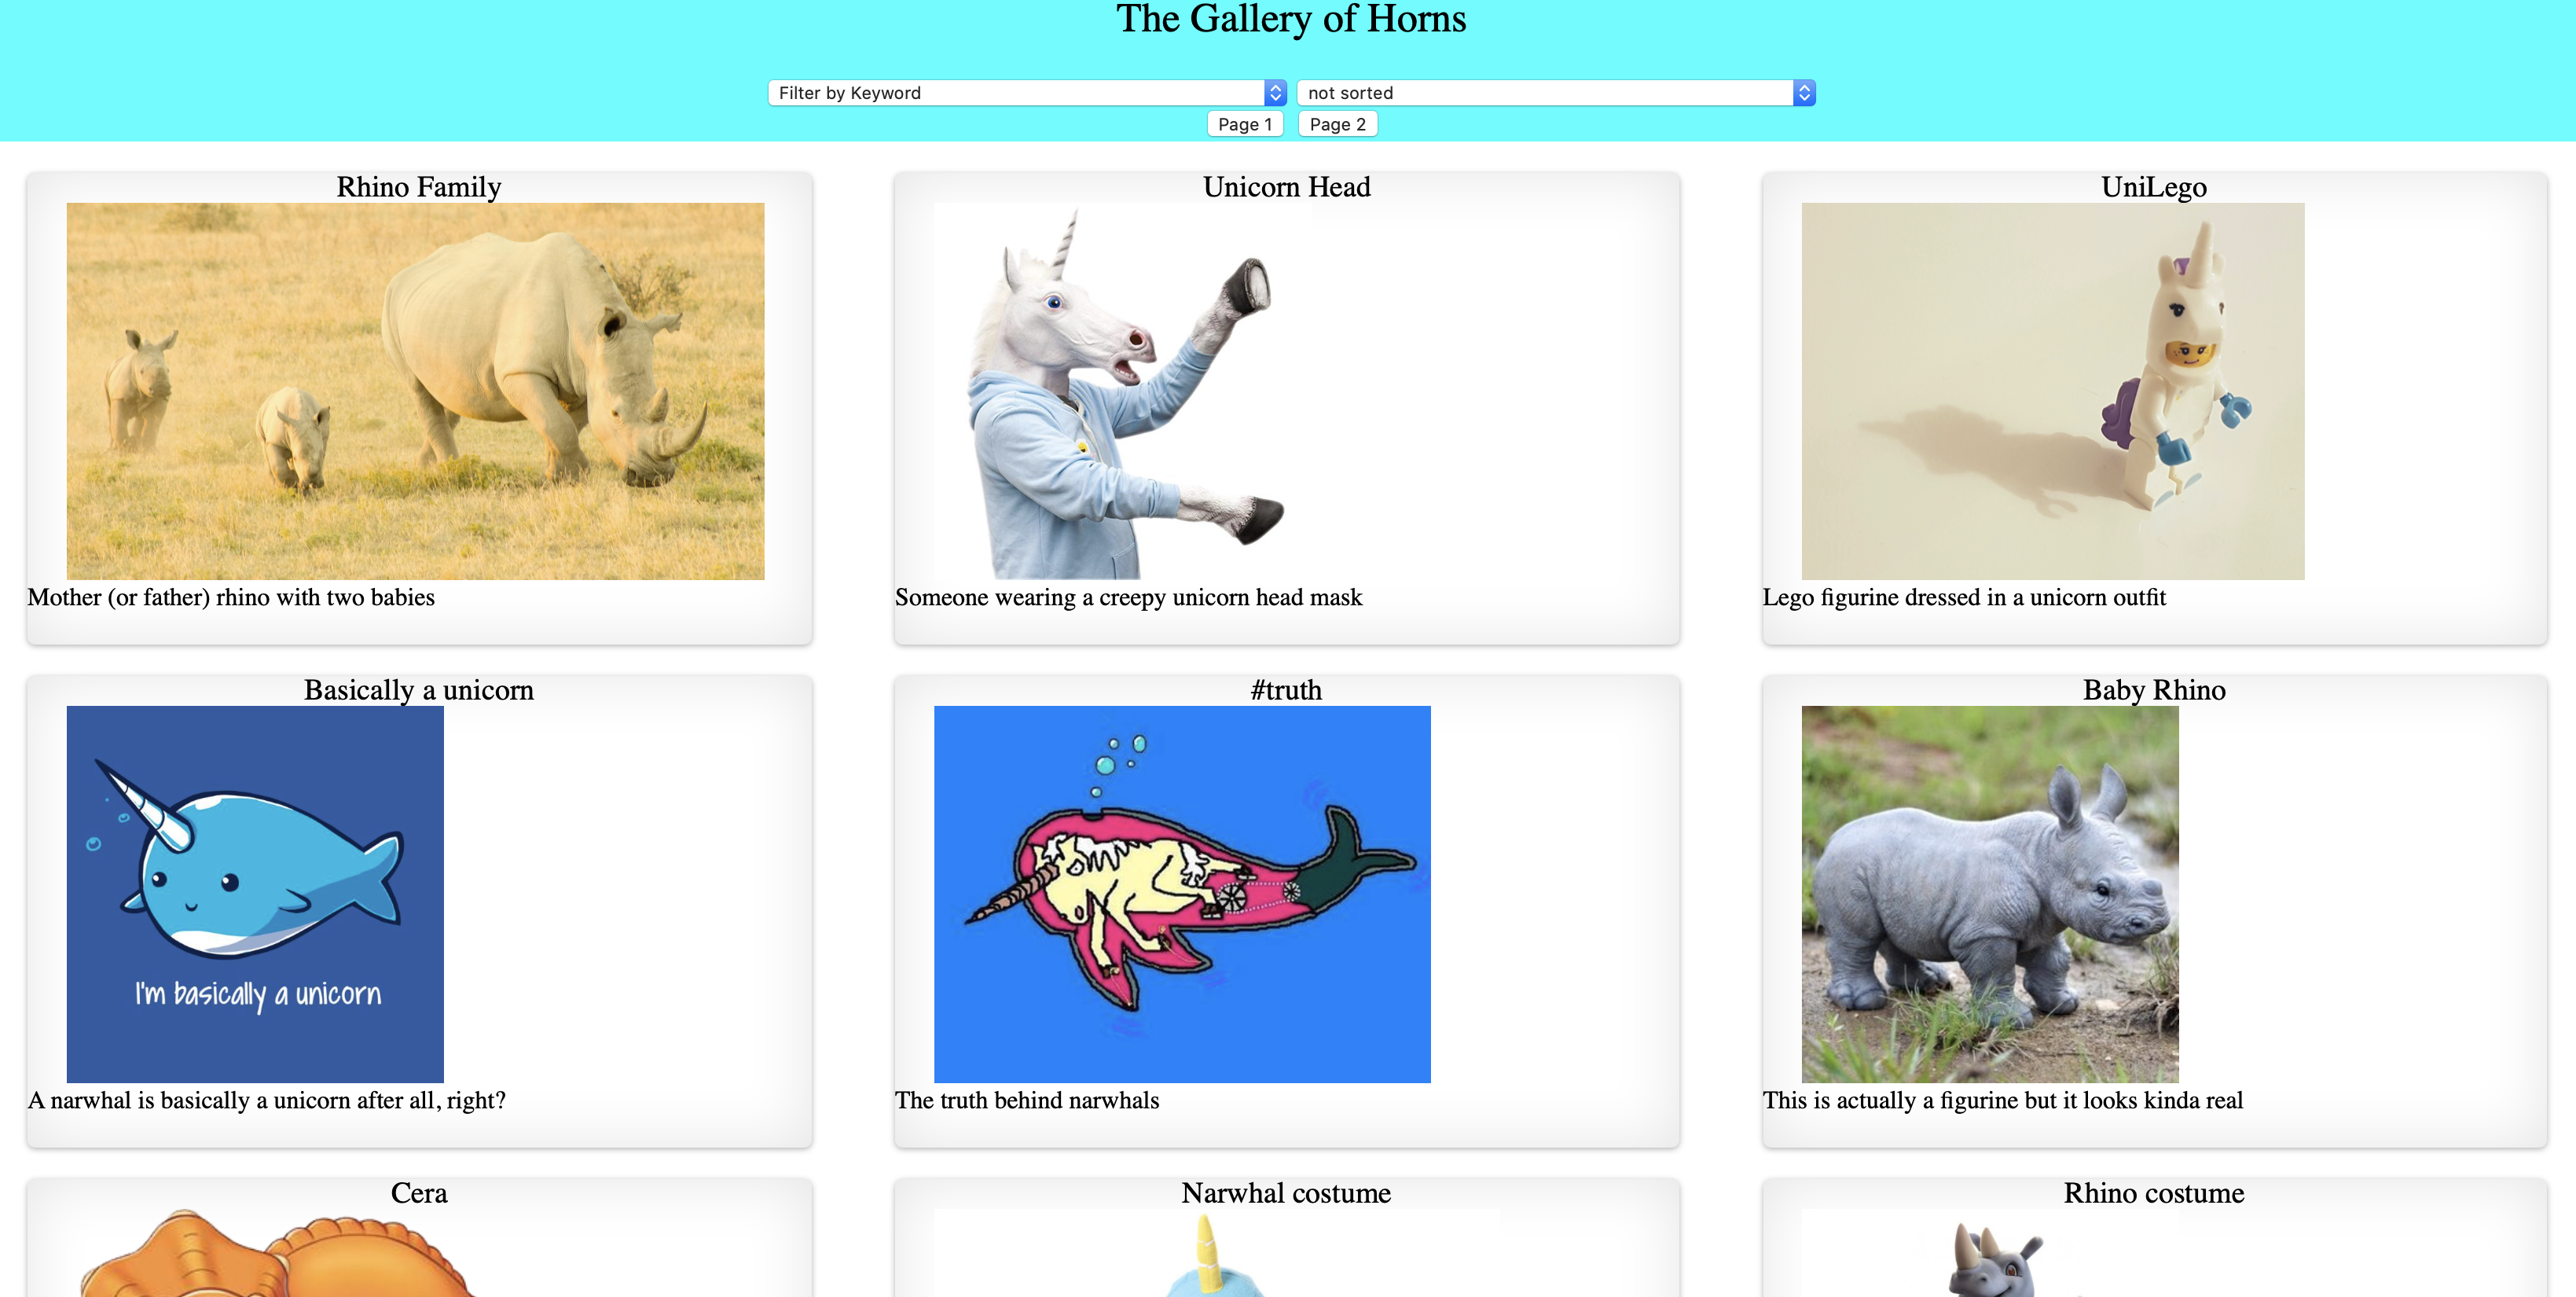 The Gallery of Horns
Filter by Keyword
not sorted
Page 1
Page 2
Rhino Family
Unicorn Head
UniLego
Mother (or father) rhino with two babies
Someone wearing a creepy unicorn head mask
Lego figurine dressed in a unicorn outfit
Basically a unicorn
#truth
Baby Rhino
I'm basically a unicorn
A narwhal is basically a unicorn after all, right?
The truth behind narwhals
This is actually a figurine but it looks kinda real
Cera
Narwhal costume
Rhino costume